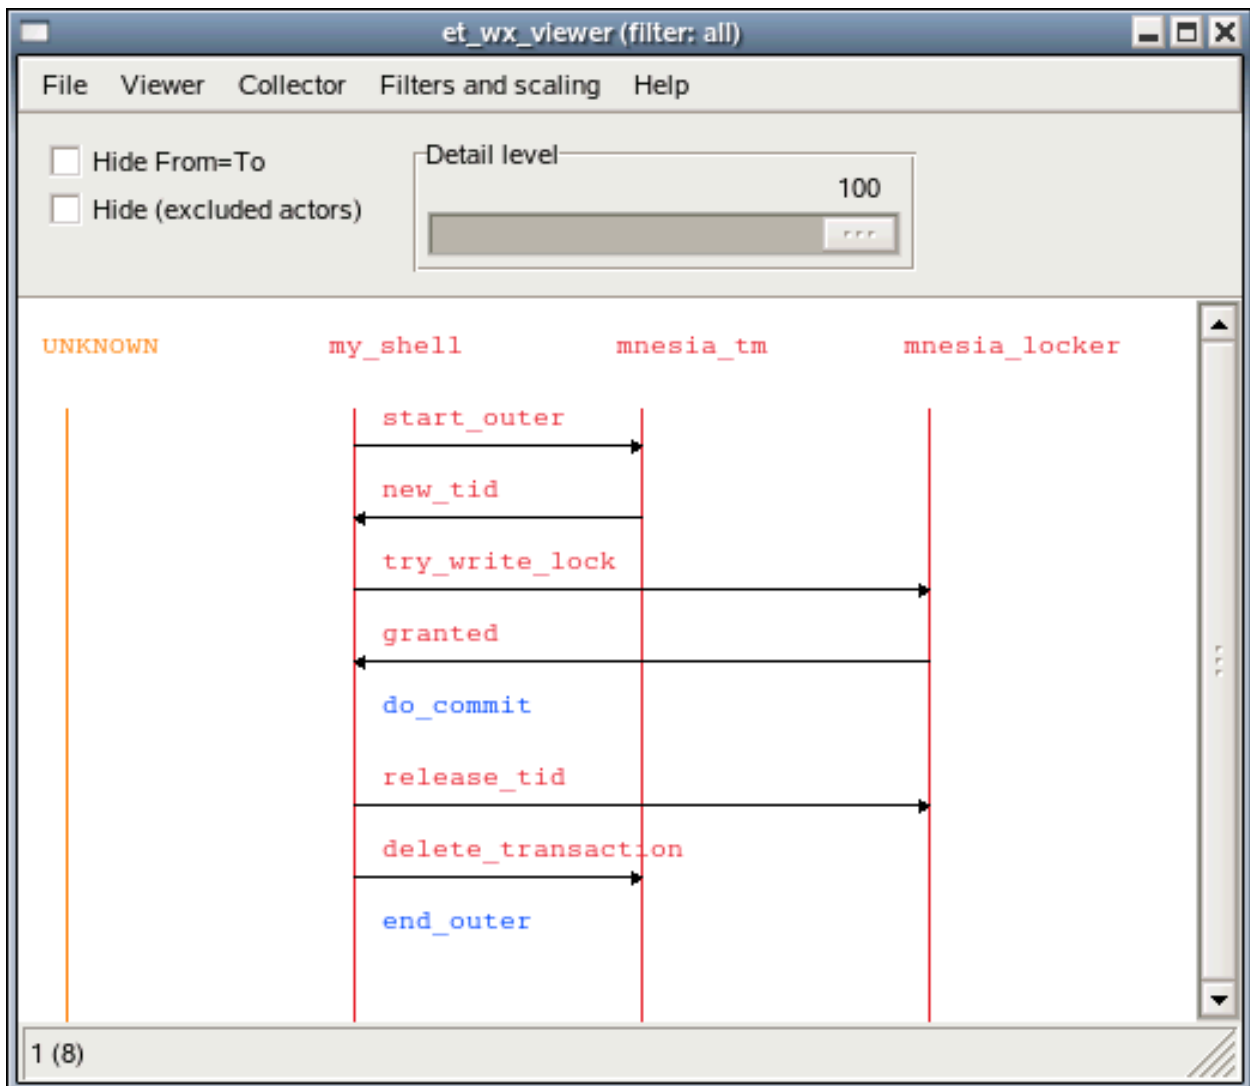 et_wx_viewer (filter: all)
File Viewer Collector Filters and scaling Help
Hide From=To
Hide (excluded actors)
Detail level
100
UNKNOWN my_shell mnesia_tm mnesia_locker
start_outer
new_tid
try_write_lock
granted
do_commit
release_tid
delete_transaction
end_outer
1 (8)